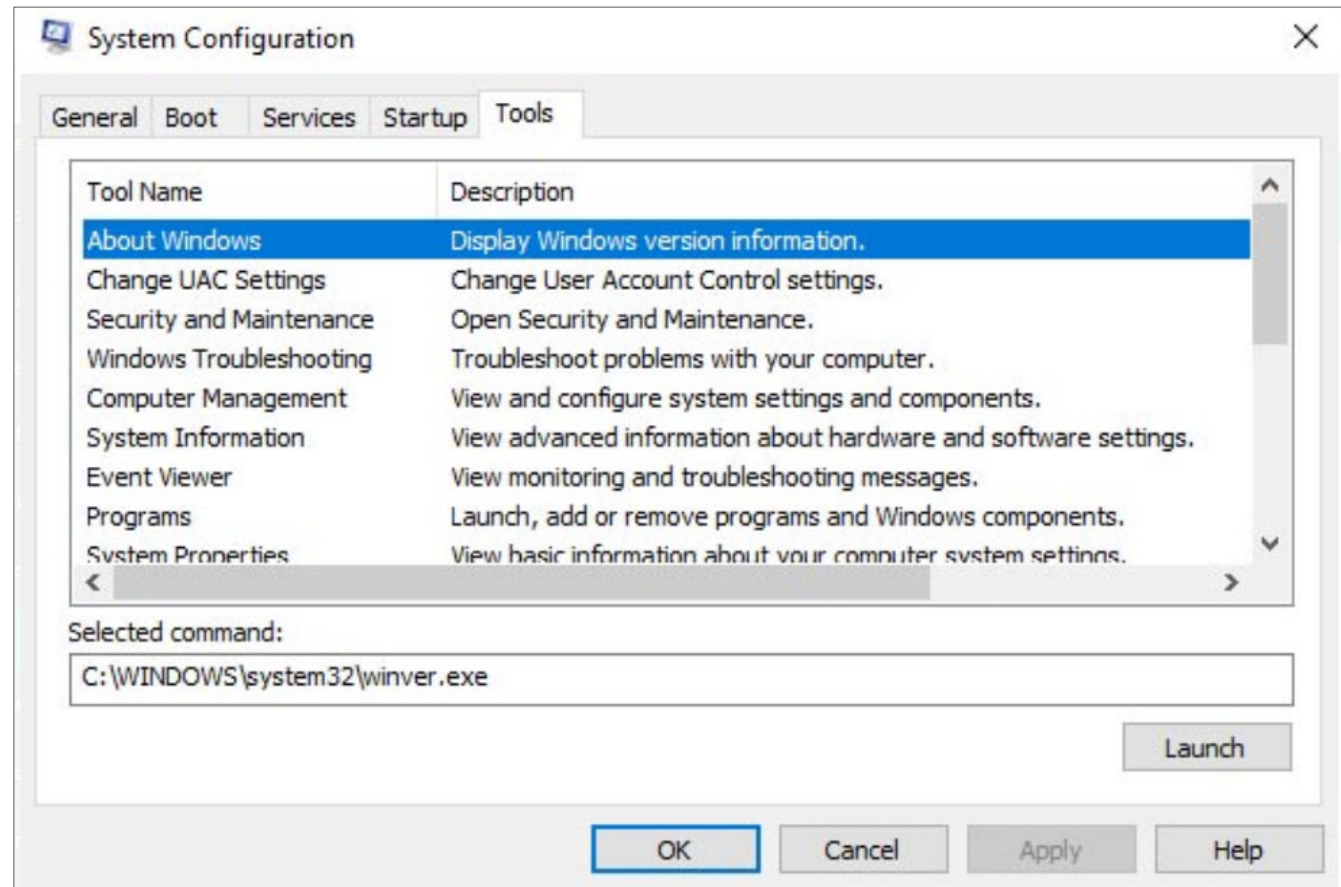 System Configuration
General Boot Services Startup Tools
Tool Name Description
About Windows Display Windows version information.
Change UAC Settings Change User Account Control settings.
Security and Maintenance Open Security and Maintenance.
Windows Troubleshooting Troubleshoot problems with your computer.
Computer Management View and configure system settings and components.
System Information View advanced information about hardware and software settings.
Event Viewer View monitoring and troubleshooting messages.
Programs Launch, add or remove programs and Windows components.
System Properties View basic information about your computer system settings.
Selected command:
C:\WINDOWS\system32\winver.exe
Launch
OK Cancel Apply Help